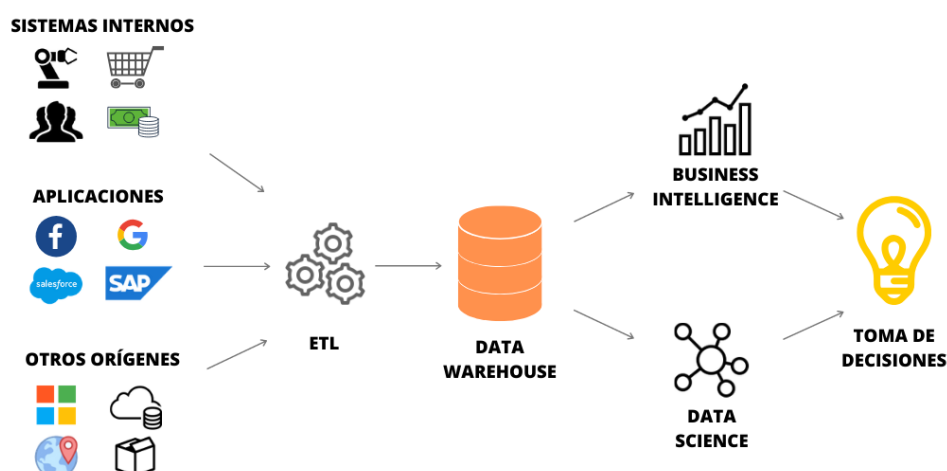 SISTEMAS INTERNOS
APLICACIONES
salesforce
SAP
OTROS ORÍGENES
ETL
DATA
WAREHOUSE
BUSINESS
INTELLIGENCE
DATA
SCIENCE
TOMA DE
DECISIONES